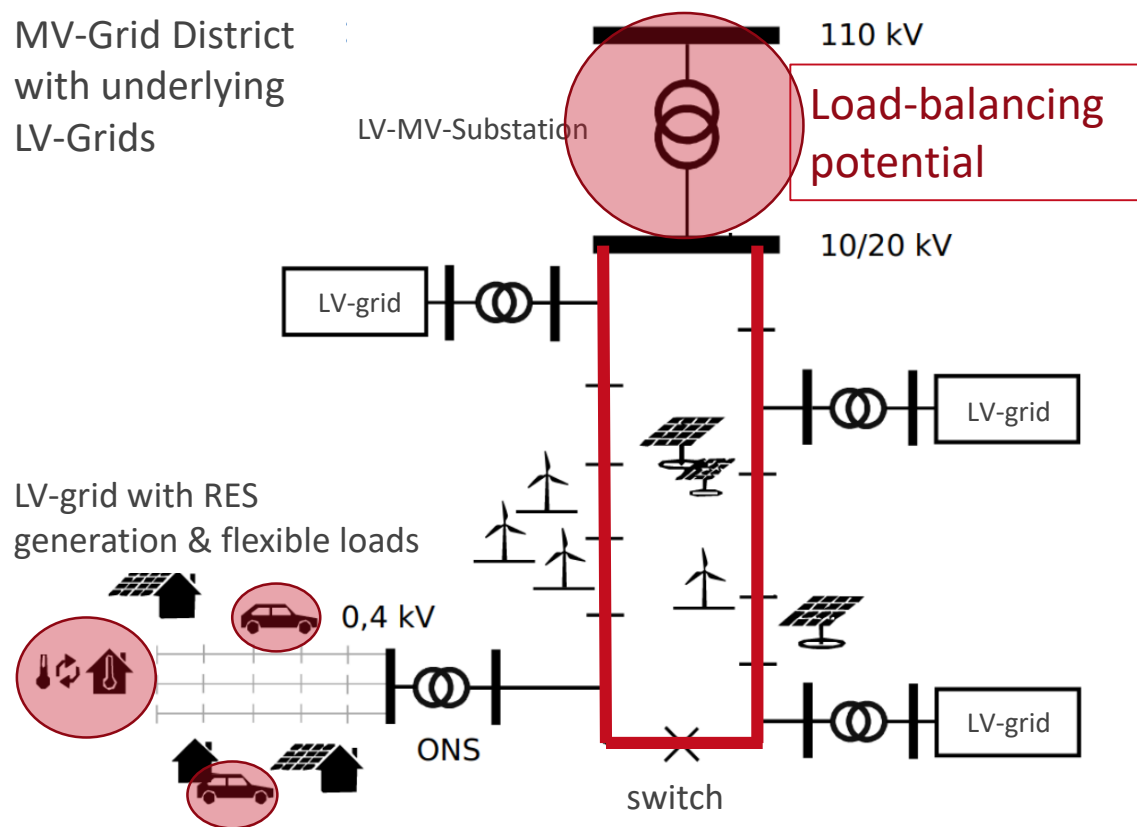 MV-Grid District
with underlying
LV-Grids
110 kV
LV-MV-Substation
Load-balancing
potential
10/20 kV
LV-grid
LV-grid
LV-grid with RES
generation & flexible loads
0,4 kV
ONS
LV-grid
switch